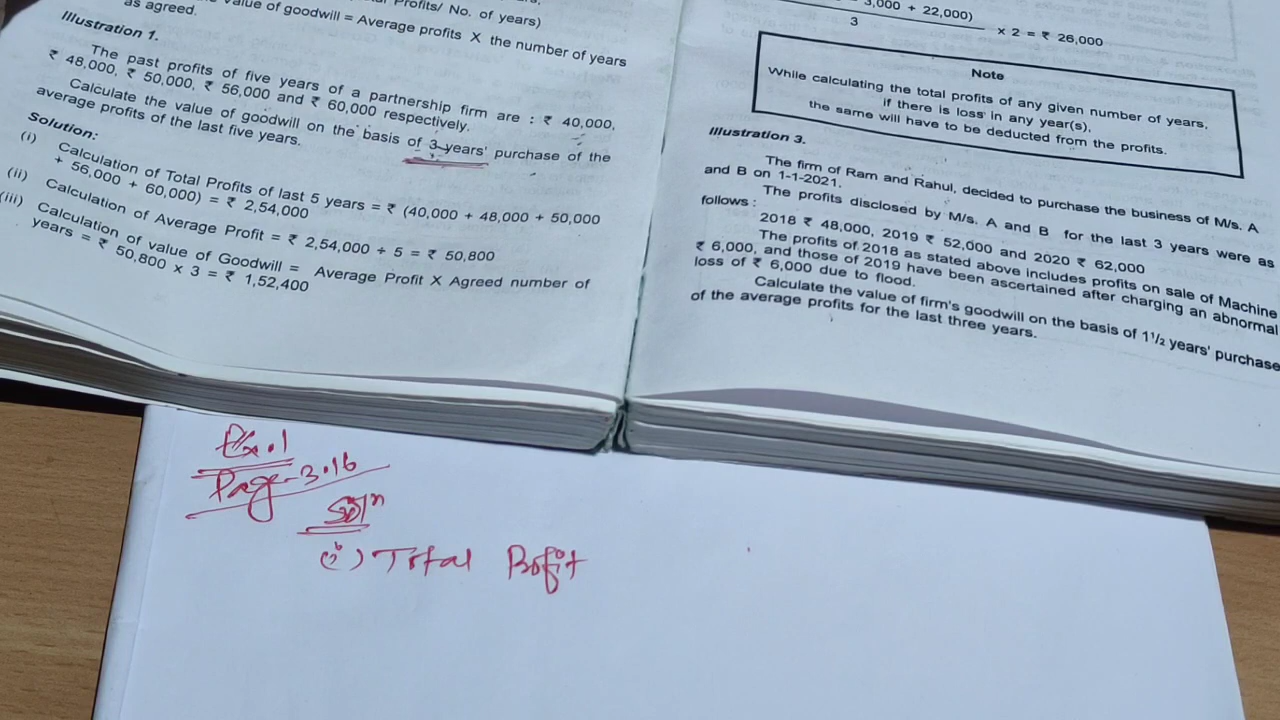 Profits/ No. of years)
value of goodwill = Average profits X the number of years
as agreed.
Illustration 1.
The past profits of five years of a partnership firm are : ₹ 40,000,
₹ 48,000, ₹ 50,000, ₹ 56,000 and ₹ 60,000 respectively.
Calculate the value of goodwill on the basis of 3 years' purchase of the
average profits of the last five years.
Solution:
(i) Calculation of Total Profits of last 5 years = ₹ (40,000 + 48,000 + 50,000
+ 56,000 + 60,000) = ₹ 2,54,000
(ii) Calculation of Average Profit = ₹ 2,54,000 ÷ 5 = ₹ 50,800
(iii) Calculation of value of Goodwill = Average Profit X Agreed number of
years = ₹ 50,800 x 3 = ₹ 1,52,400
3,000 + 22,000)
3
x 2 = ₹ 26,000
Note
While calculating the total profits of any given number of years,
if there is loss in any year(s),
the same will have to be deducted from the profits.
Illustration 3.
The firm of Ram and Rahul, decided to purchase the business of M/s. A
and B on 1-1-2021.
The profits disclosed by M/s. A and B for the last 3 years were as
follows :
2018 ₹ 48,000, 2019 ₹ 52,000 and 2020 ₹ 62,000
The profits of 2018 as stated above includes profits on sale of Machine
₹ 6,000, and those of 2019 have been ascertained after charging an abnormal
loss of ₹ 6,000 due to flood.
Calculate the value of firm's goodwill on the basis of 1 1/2 years' purchase
of the average profits for the last three years.
Ex.1
Page-3.16
Solⁿ
(i) Total Profit